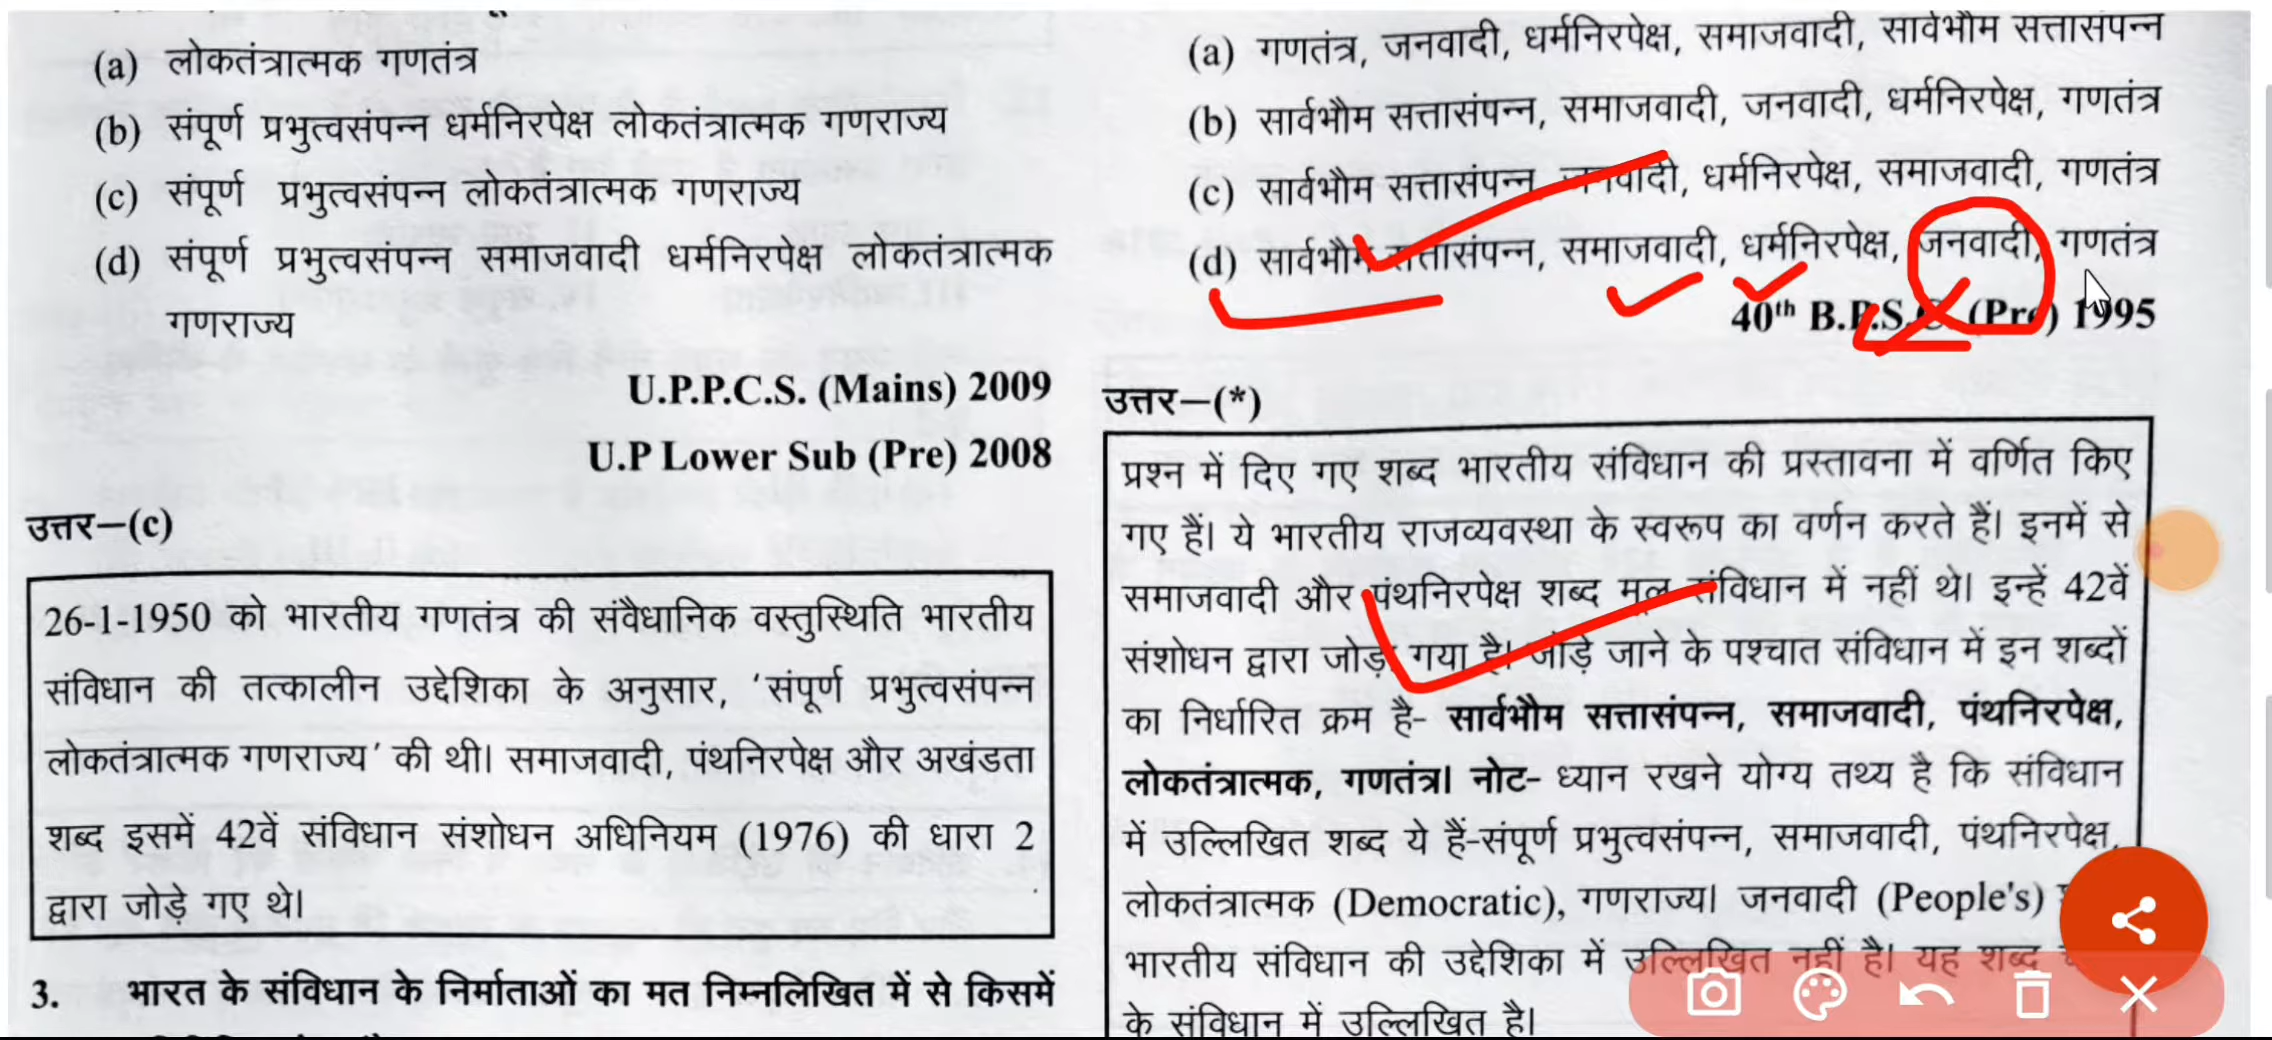 (a) लोकतंत्रात्मक गणतंत्र
(b) संपूर्ण प्रभुत्वसंपन्न धर्मनिरपेक्ष लोकतंत्रात्मक गणराज्य
(c) संपूर्ण प्रभुत्वसंपन्न लोकतंत्रात्मक गणराज्य
(d) संपूर्ण प्रभुत्वसंपन्न समाजवादी धर्मनिरपेक्ष लोकतंत्रात्मक
गणराज्य
U.P.P.C.S. (Mains) 2009
U.P Lower Sub (Pre) 2008
उत्तर–(c)
26-1-1950 को भारतीय गणतंत्र की संवैधानिक वस्तुस्थिति भारतीय
संविधान की तत्कालीन उद्देशिका के अनुसार, 'संपूर्ण प्रभुत्वसंपन्न
लोकतंत्रात्मक गणराज्य' की थी। समाजवादी, पंथनिरपेक्ष और अखंडता
शब्द इसमें 42वें संविधान संशोधन अधिनियम (1976) की धारा 2
द्वारा जोड़े गए थे।
3. भारत के संविधान के निर्माताओं का मत निम्नलिखित में से किसमें
(a) गणतंत्र, जनवादी, धर्मनिरपेक्ष, समाजवादी, सार्वभौम सत्तासंपन्न
(b) सार्वभौम सत्तासंपन्न, समाजवादी, जनवादी, धर्मनिरपेक्ष, गणतंत्र
(c) सार्वभौम सत्तासंपन्न, जनवादी, धर्मनिरपेक्ष, समाजवादी, गणतंत्र
(d) सार्वभौम सत्तासंपन्न, समाजवादी, धर्मनिरपेक्ष, जनवादी, गणतंत्र
40th B.P.S.C. (Pre) 1995
उत्तर–(*)
प्रश्न में दिए गए शब्द भारतीय संविधान की प्रस्तावना में वर्णित किए
गए हैं। ये भारतीय राजव्यवस्था के स्वरूप का वर्णन करते हैं। इनमें से
समाजवादी और पंथनिरपेक्ष शब्द मूल संविधान में नहीं थे। इन्हें 42वें
संशोधन द्वारा जोड़ा गया है। जोड़े जाने के पश्चात संविधान में इन शब्दों
का निर्धारित क्रम है- सार्वभौम सत्तासंपन्न, समाजवादी, पंथनिरपेक्ष,
लोकतंत्रात्मक, गणतंत्र। नोट- ध्यान रखने योग्य तथ्य है कि संविधान
में उल्लिखित शब्द ये हैं-संपूर्ण प्रभुत्वसंपन्न, समाजवादी, पंथनिरपेक्ष,
लोकतंत्रात्मक (Democratic), गणराज्य। जनवादी (People's)
भारतीय संविधान की उद्देशिका में उल्लिखित नहीं है। यह शब्द
के संविधान में उल्लिखित है।